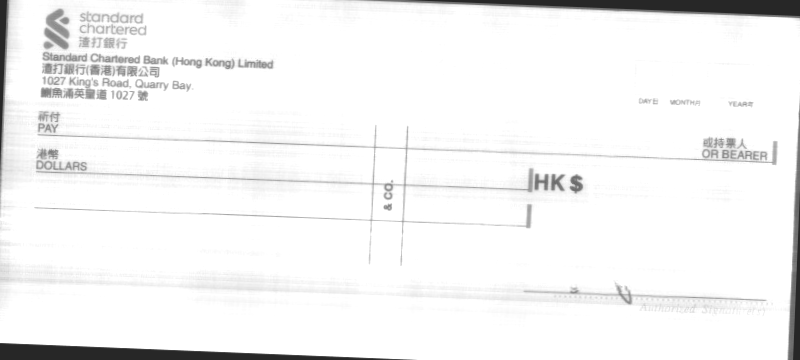 standard
chartered
渣打銀行
Standard Chartered Bank (Hong Kong) Limited
渣打銀行(香港)有限公司
1027 King's Road, Quarry Bay.
鰂魚涌英皇道 1027 號
DAY日 MONTH月 YEAR年
祈付
PAY
或持票人
OR BEARER
港幣
DOLLARS
& CO.
HK $
Authorized